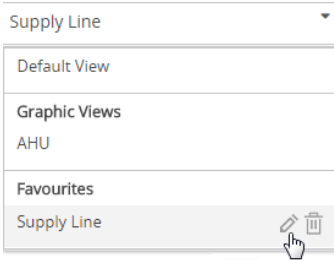 Supply Line
Default View
Graphic Views
AHU
Favourites
Supply Line